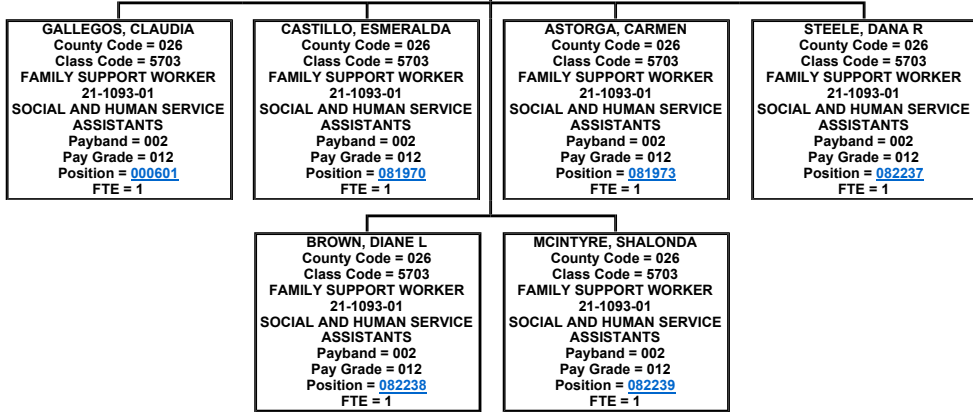 GALLEGOS, CLAUDIA
County Code = 026
Class Code = 5703
FAMILY SUPPORT WORKER
21-1093-01
SOCIAL AND HUMAN SERVICE
ASSISTANTS
Payband = 002
Pay Grade = 012
Position = 000601
FTE = 1
CASTILLO, ESMERALDA
County Code = 026
Class Code = 5703
FAMILY SUPPORT WORKER
21-1093-01
SOCIAL AND HUMAN SERVICE
ASSISTANTS
Payband = 002
Pay Grade = 012
Position = 081970
FTE = 1
ASTORGA, CARMEN
County Code = 026
Class Code = 5703
FAMILY SUPPORT WORKER
21-1093-01
SOCIAL AND HUMAN SERVICE
ASSISTANTS
Payband = 002
Pay Grade = 012
Position = 081973
FTE = 1
STEELE, DANA R
County Code = 026
Class Code = 5703
FAMILY SUPPORT WORKER
21-1093-01
SOCIAL AND HUMAN SERVICE
ASSISTANTS
Payband = 002
Pay Grade = 012
Position = 082237
FTE = 1
BROWN, DIANE L
County Code = 026
Class Code = 5703
FAMILY SUPPORT WORKER
21-1093-01
SOCIAL AND HUMAN SERVICE
ASSISTANTS
Payband = 002
Pay Grade = 012
Position = 082238
FTE = 1
MCINTYRE, SHALONDA
County Code = 026
Class Code = 5703
FAMILY SUPPORT WORKER
21-1093-01
SOCIAL AND HUMAN SERVICE
ASSISTANTS
Payband = 002
Pay Grade = 012
Position = 082239
FTE = 1